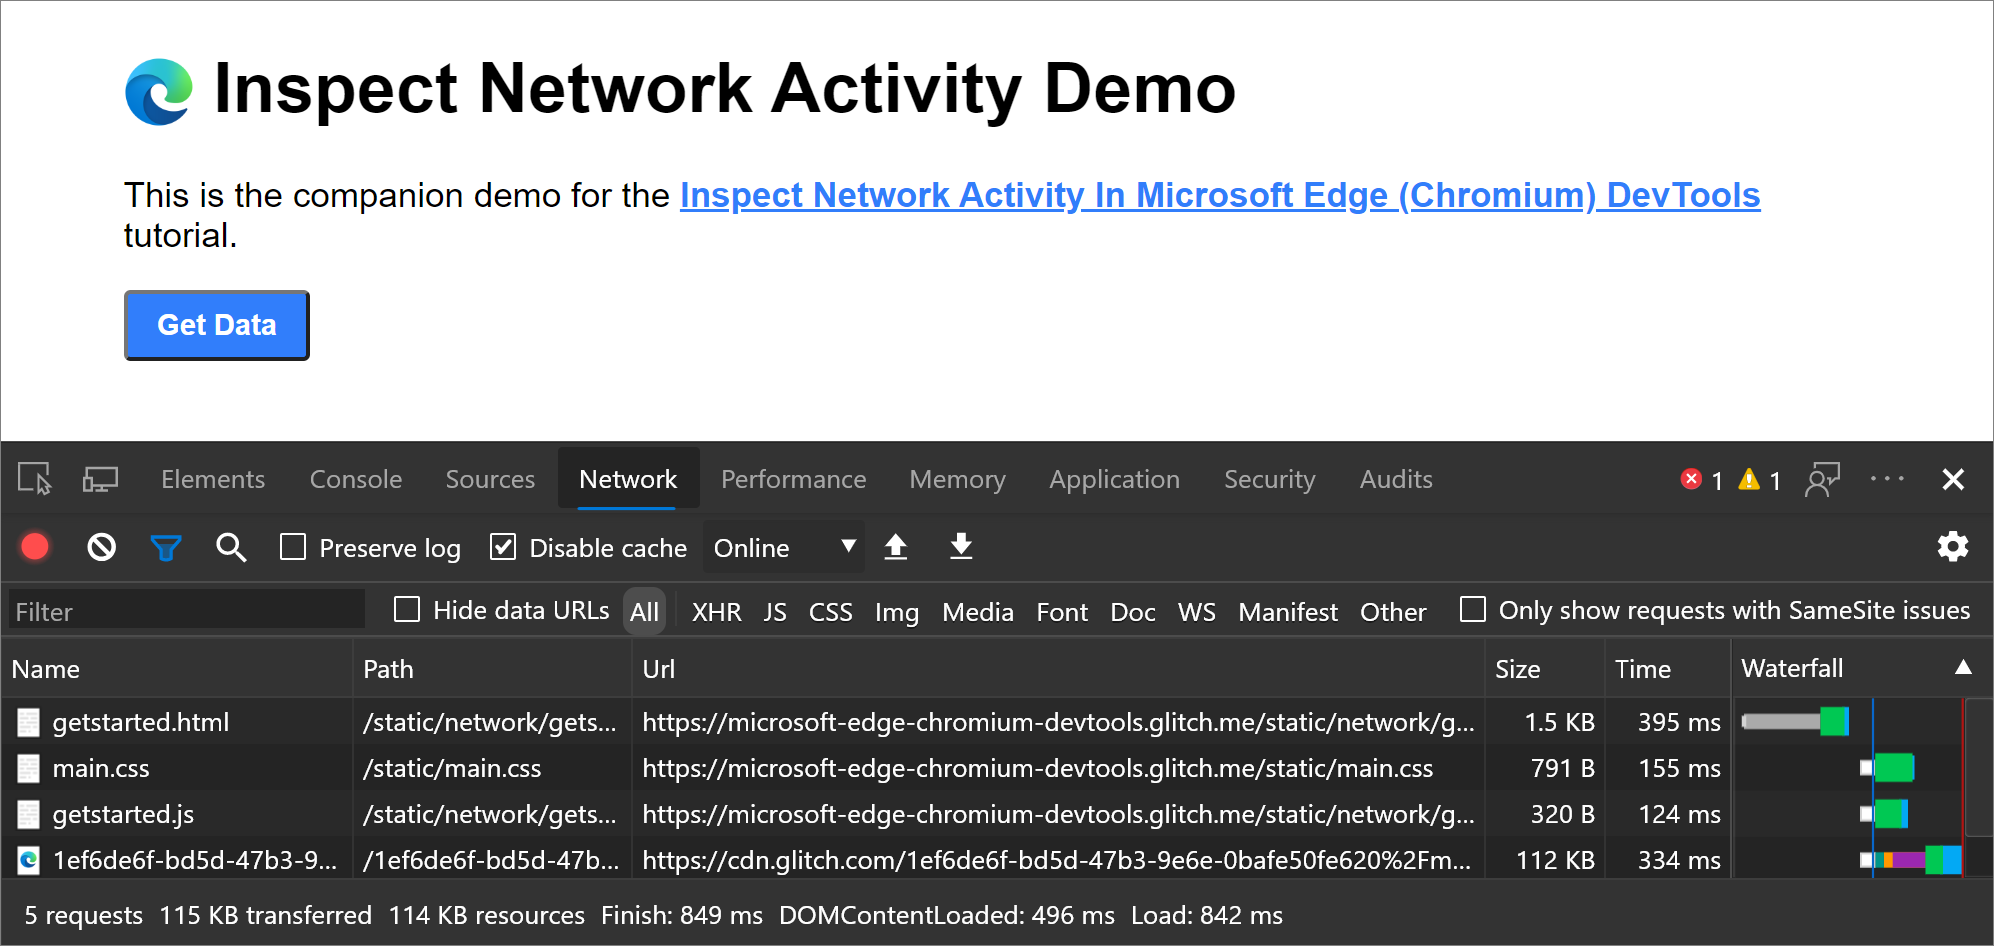 Inspect Network Activity Demo
This is the companion demo for the Inspect Network Activity In Microsoft Edge (Chromium) DevTools
tutorial.
Get Data
Elements Console Sources Network Performance Memory Application Security Audits 1 1
Preserve log Disable cache Online
Filter Hide data URLs All XHR JS CSS Img Media Font Doc WS Manifest Other Only show requests with SameSite issues
Name Path Url Size Time Waterfall
getstarted.html /static/network/gets... https://microsoft-edge-chromium-devtools.glitch.me/static/network/g... 1.5 KB 395 ms
main.css /static/main.css https://microsoft-edge-chromium-devtools.glitch.me/static/main.css 791 B 155 ms
getstarted.js /static/network/gets... https://microsoft-edge-chromium-devtools.glitch.me/static/network/g... 320 B 124 ms
1ef6de6f-bd5d-47b3-9... /1ef6de6f-bd5d-47b... https://cdn.glitch.com/1ef6de6f-bd5d-47b3-9e6e-0bafe50fe620%2Fm... 112 KB 334 ms
5 requests 115 KB transferred 114 KB resources Finish: 849 ms DOMContentLoaded: 496 ms Load: 842 ms